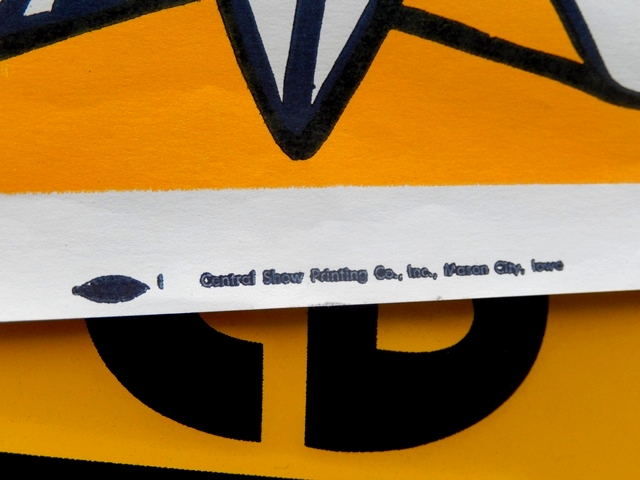 Central Show Printing Co., Inc., Mason City, Iowa